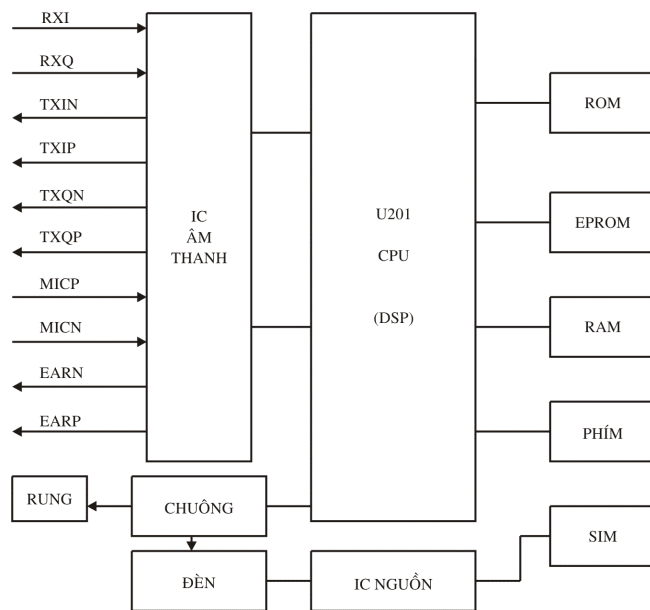 RXI
RXQ
TXIN
TXIP
TXQN
TXQP
MICP
MICN
EARN
EARP
IC
ÂM
THANH
U201
CPU
(DSP)
ROM
EPROM
RAM
PHÍM
SIM
RUNG
CHUÔNG
ĐÈN
IC NGUỒN